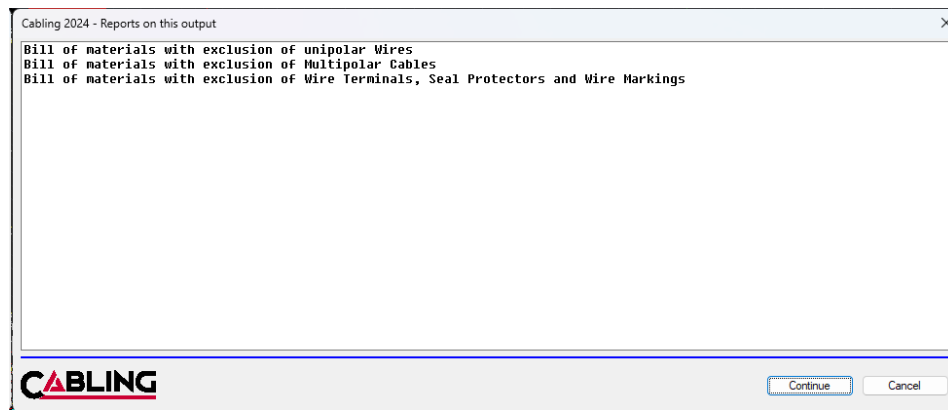 Cabling 2024 - Reports on this output
Bill of materials with exclusion of unipolar Wires
Bill of materials with exclusion of Multipolar Cables
Bill of materials with exclusion of Wire Terminals, Seal Protectors and Wire Markings
CABLING
Continue
Cancel